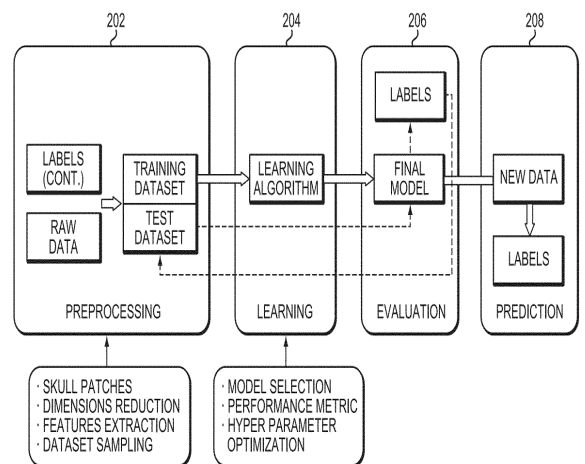 202
204
206
208
LABELS
(CONT.)
RAW
DATA
TRAINING
DATASET
TEST
DATASET
PREPROCESSING
LEARNING
ALGORITHM
LEARNING
LABELS
FINAL
MODEL
EVALUATION
NEW DATA
LABELS
PREDICTION
· SKULL PATCHES
· DIMENSIONS REDUCTION
· FEATURES EXTRACTION
· DATASET SAMPLING
· MODEL SELECTION
· PERFORMANCE METRIC
· HYPER PARAMETER
OPTIMIZATION